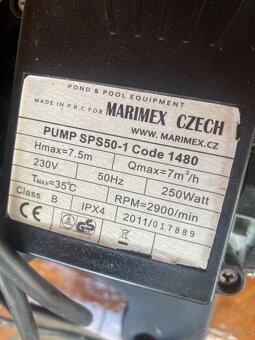 POND & POOL EQUIPMENT
MADE IN P.R.C FOR MARIMEX CZECH
WWW.MARIMEX.CZ
PUMP SPS50-1 Code 1480
Hmax=7.5m Qmax=7m³/h
230V 50Hz 250Watt
TMAX=35℃ RPM=2900/min
Class B IPX4 2011/017889
CE